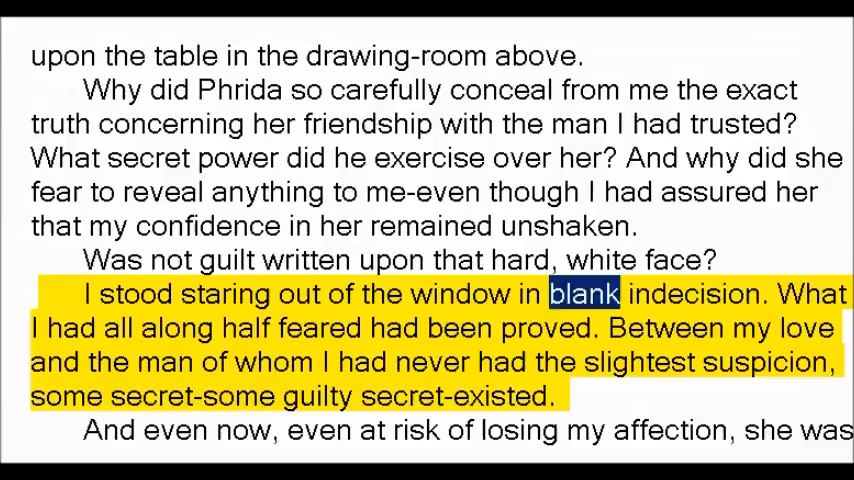 upon the table in the drawing-room above.
Why did Phrida so carefully conceal from me the exact
truth concerning her friendship with the man I had trusted?
What secret power did he exercise over her? And why did she
fear to reveal anything to me-even though I had assured her
that my confidence in her remained unshaken.
Was not guilt written upon that hard, white face?
I stood staring out of the window in blank indecision. What
I had all along half feared had been proved. Between my love
and the man of whom I had never had the slightest suspicion,
some secret-some guilty secret-existed.
And even now, even at risk of losing my affection, she was